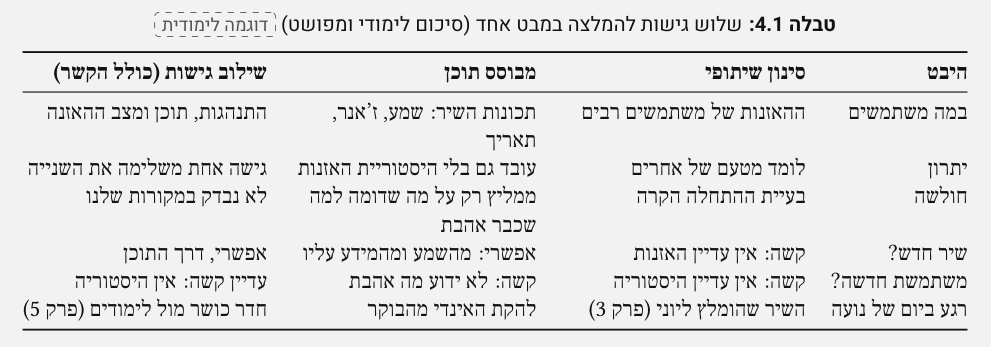 טבלה 4.1: שלוש גישות להמלצה במבט אחד (סיכום לימודי ומפושט) דוגמה לימודית
היבט סינון שיתופי מבוסס תוכן שילוב גישות (כולל הקשר)
במה משתמשים ההאזנות של משתמשים רבים תכונות השיר: שמע, ז'אנר, התנהגות, תוכן ומצב ההאזנה
תאריך
יתרון לומד מטעם של אחרים עובד גם בלי היסטוריית האזנות גישה אחת משלימה את השנייה
חולשה בעיית ההתחלה הקרה ממליץ רק על מה שדומה למה לא נבדק במקורות שלנו
שכבר אהבת
שיר חדש? קשה: אין עדיין האזנות אפשרי: מהשמע ומהמידע עליו אפשרי, דרך התוכן
משתמשת חדשה? קשה: אין עדיין היסטוריה קשה: לא ידוע מה אהבת עדיין קשה: אין היסטוריה
רגע ביום של נועה השיר שהומלץ ליוני (פרק 3) להקת האינדי מהבוקר חדר כושר מול לימודים (פרק 5)